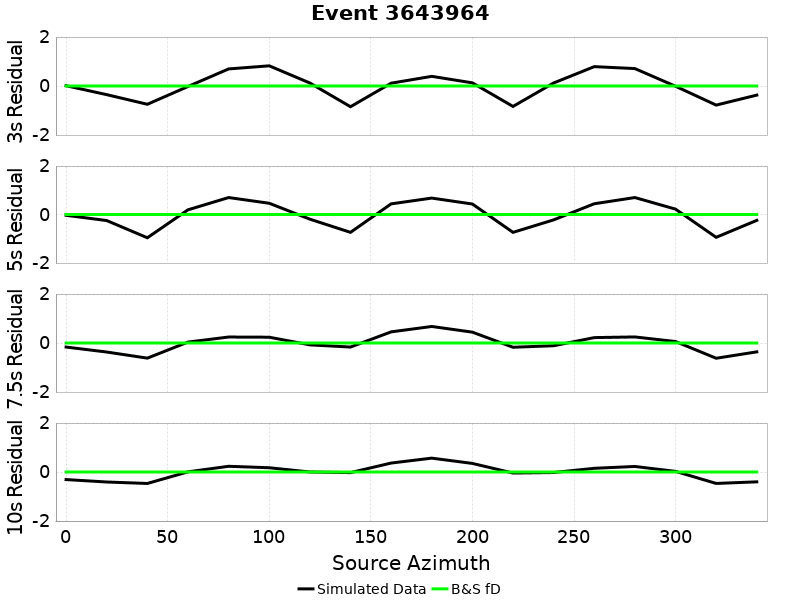 Event 3643964
3s Residual
2
0
-2
5s Residual
2
0
-2
7.5s Residual
2
0
-2
10s Residual
2
0
-2
0 50 100 150 200 250 300
Source Azimuth
Simulated Data B&S fD